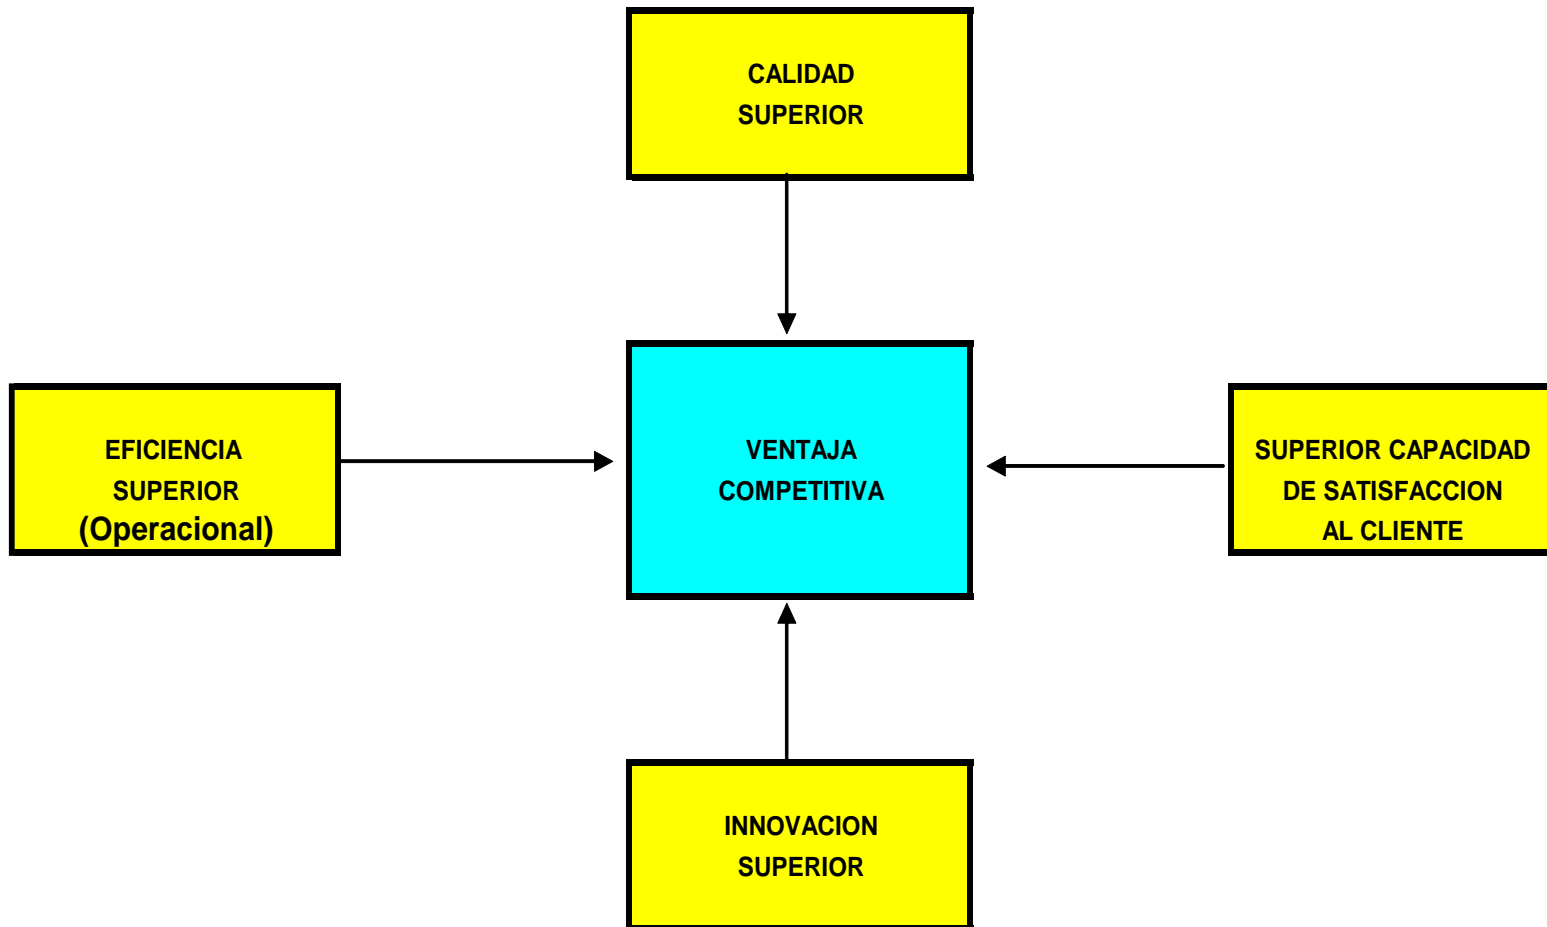 CALIDAD
SUPERIOR
EFICIENCIA
SUPERIOR
(Operacional)
VENTAJA
COMPETITIVA
SUPERIOR CAPACIDAD
DE SATISFACCION
AL CLIENTE
INNOVACION
SUPERIOR